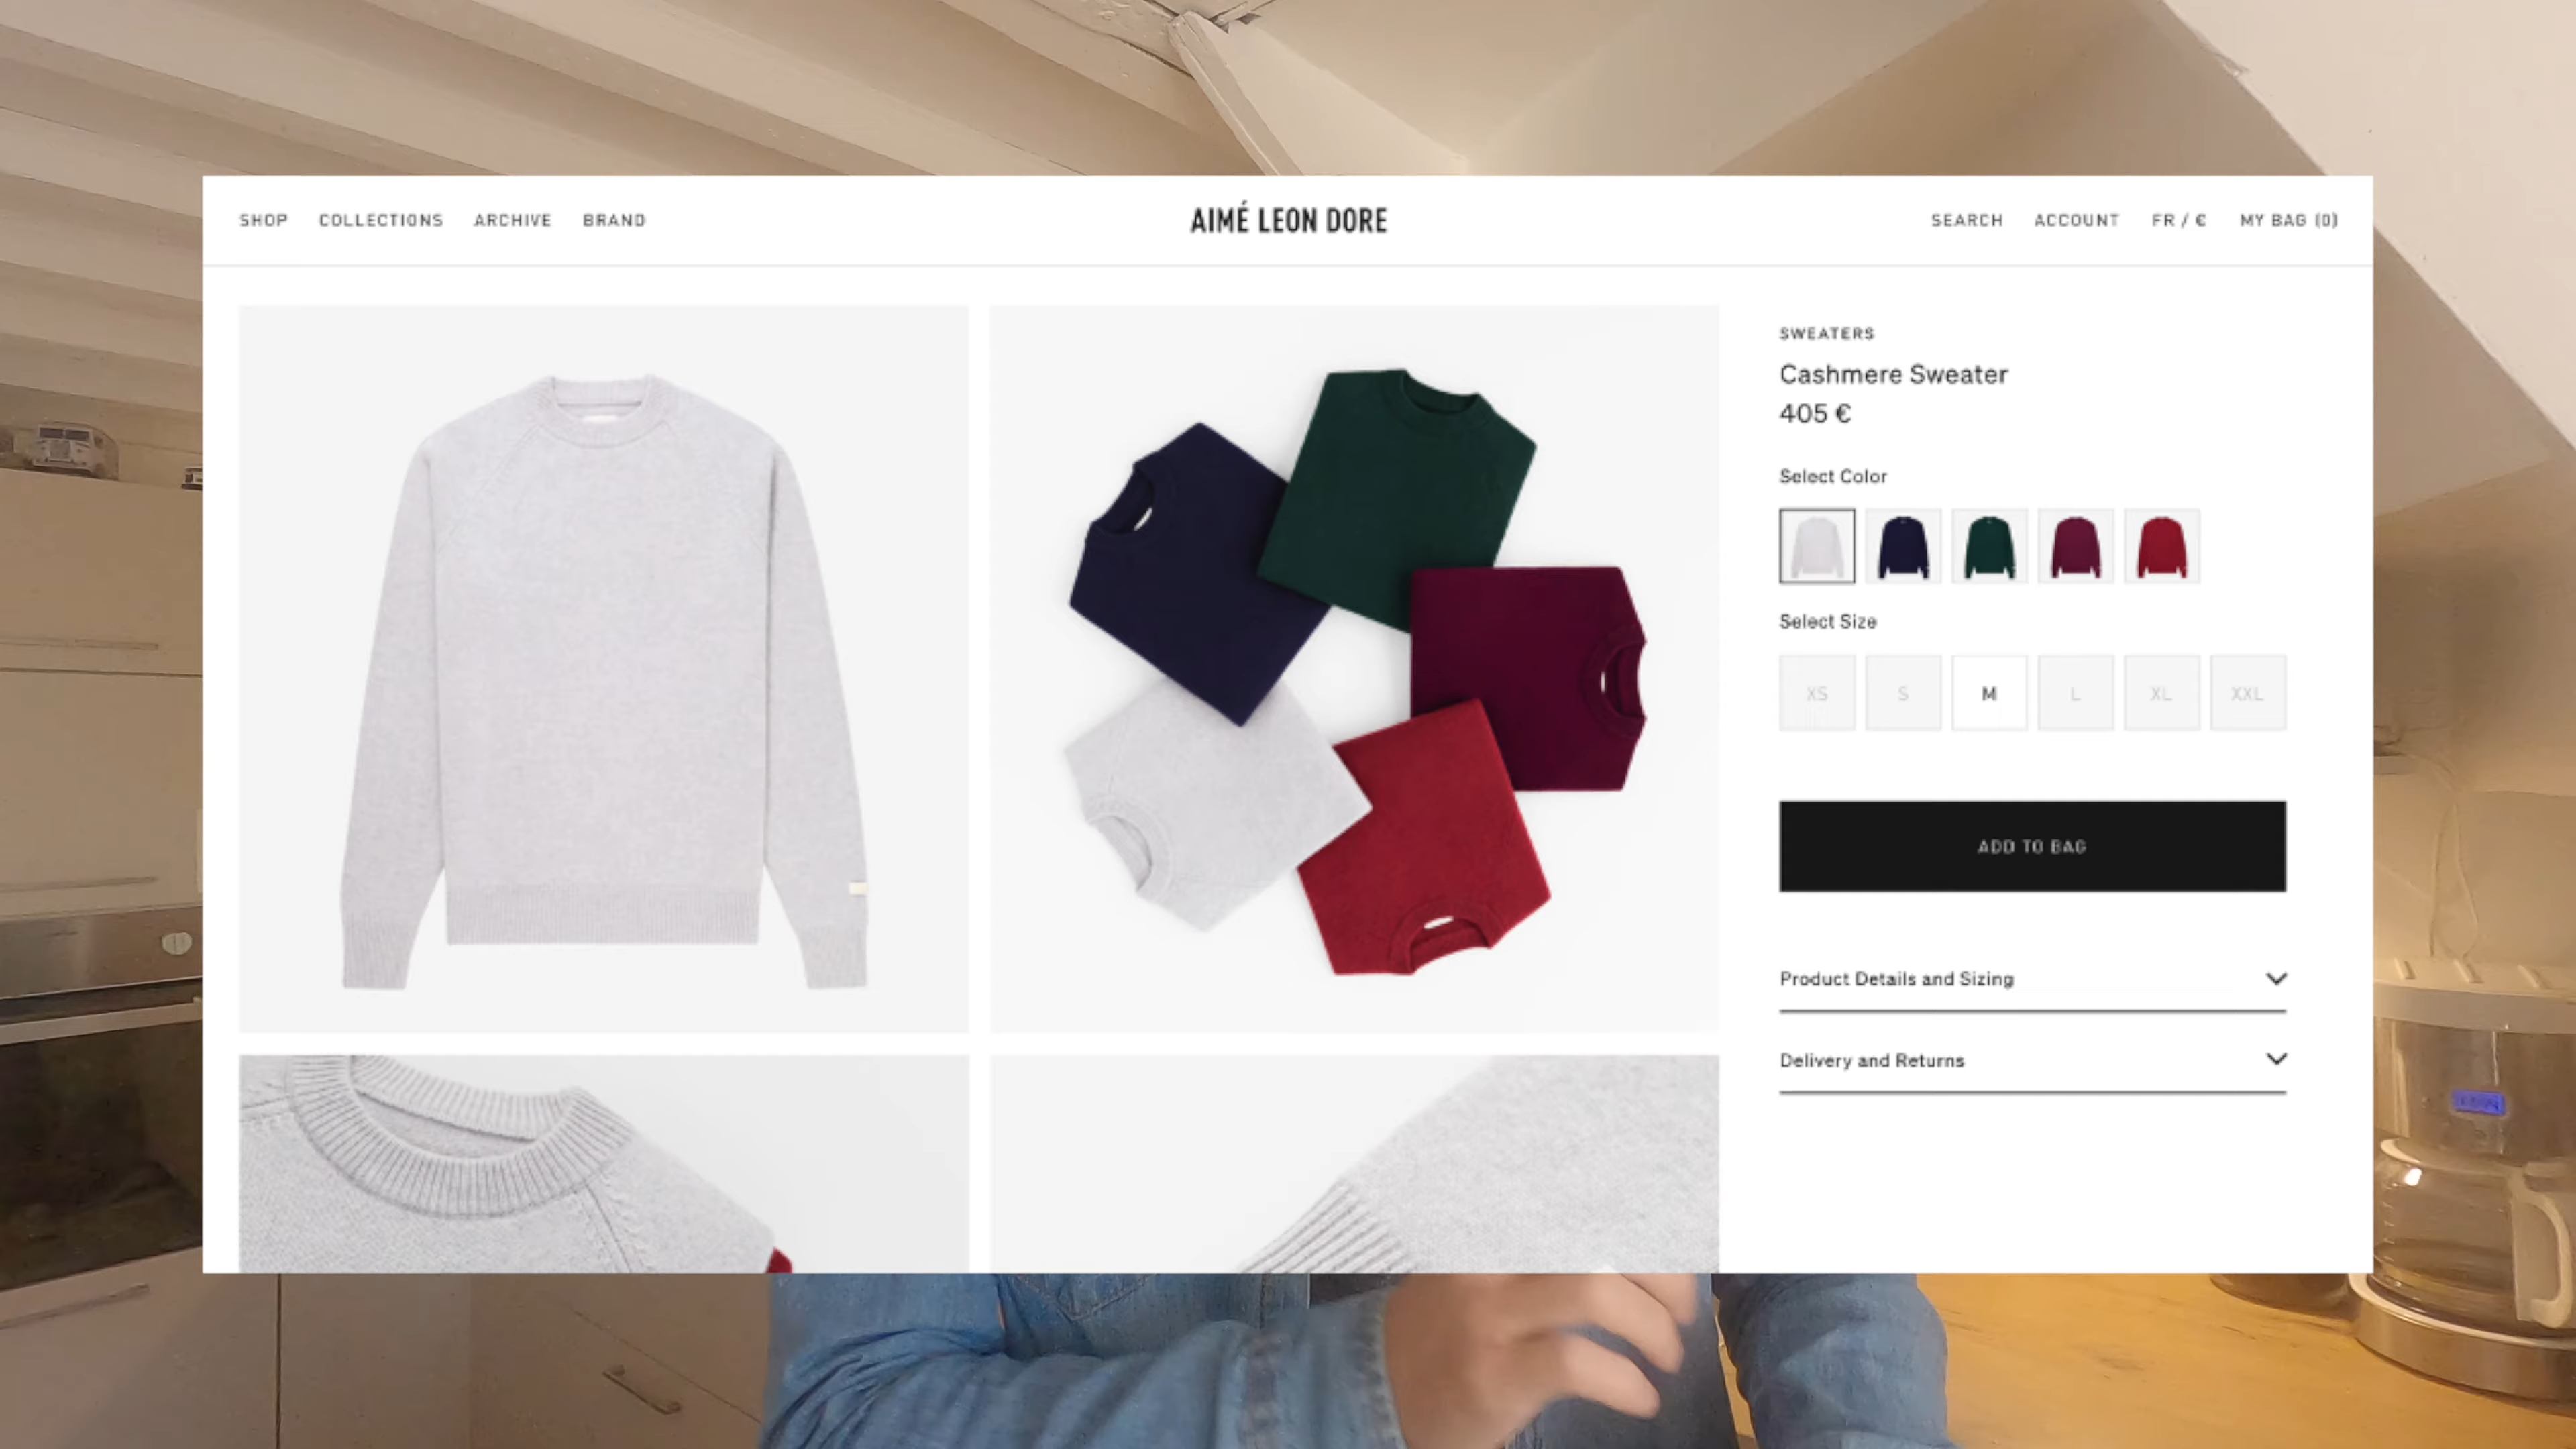 SHOP COLLECTIONS ARCHIVE BRAND
AIMÉ LEON DORE
SEARCH ACCOUNT FR / € MY BAG (0)
SWEATERS
Cashmere Sweater
405 €
Select Color
Select Size
XS S M L XL XXL
ADD TO BAG
Product Details and Sizing
Delivery and Returns